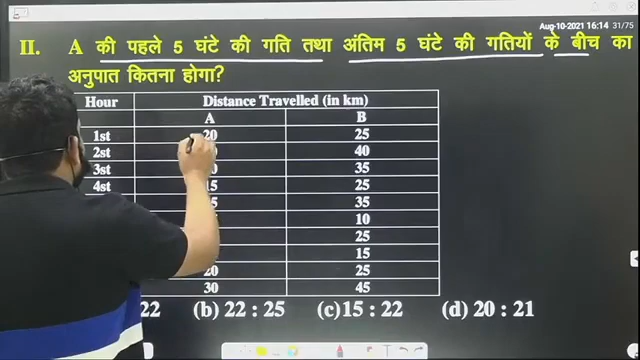 Aug-10-2021 16:14 31/75
II. A की पहले 5 घंटे की गति तथा अंतिम 5 घंटे की गतियों के बीच का
अनुपात कितना होगा?
Hour Distance Travelled (in km)
A B
1st 20 25
2st 40
3st 35
4st 15 25
35
10
25
15
20 25
30 45
22 (b) 22 : 25 (c) 15 : 22 (d) 20 : 21